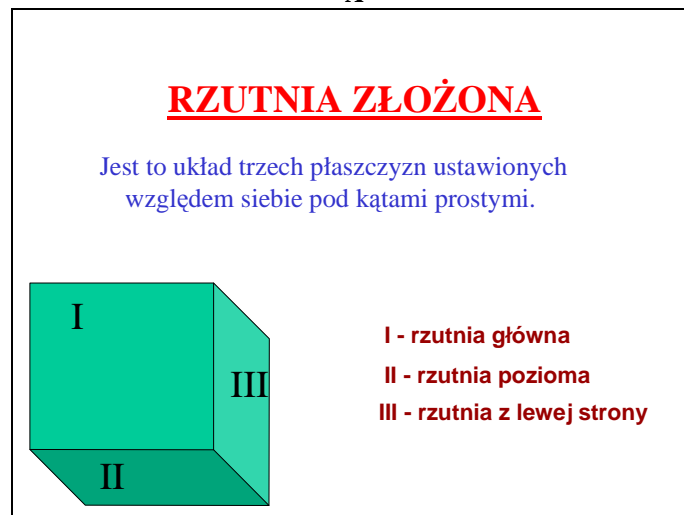 RZUTNIA ZŁOŻONA
Jest to układ trzech płaszczyzn ustawionych
względem siebie pod kątami prostymi.
I
III
II
I - rzutnia główna
II - rzutnia pozioma
III - rzutnia z lewej strony